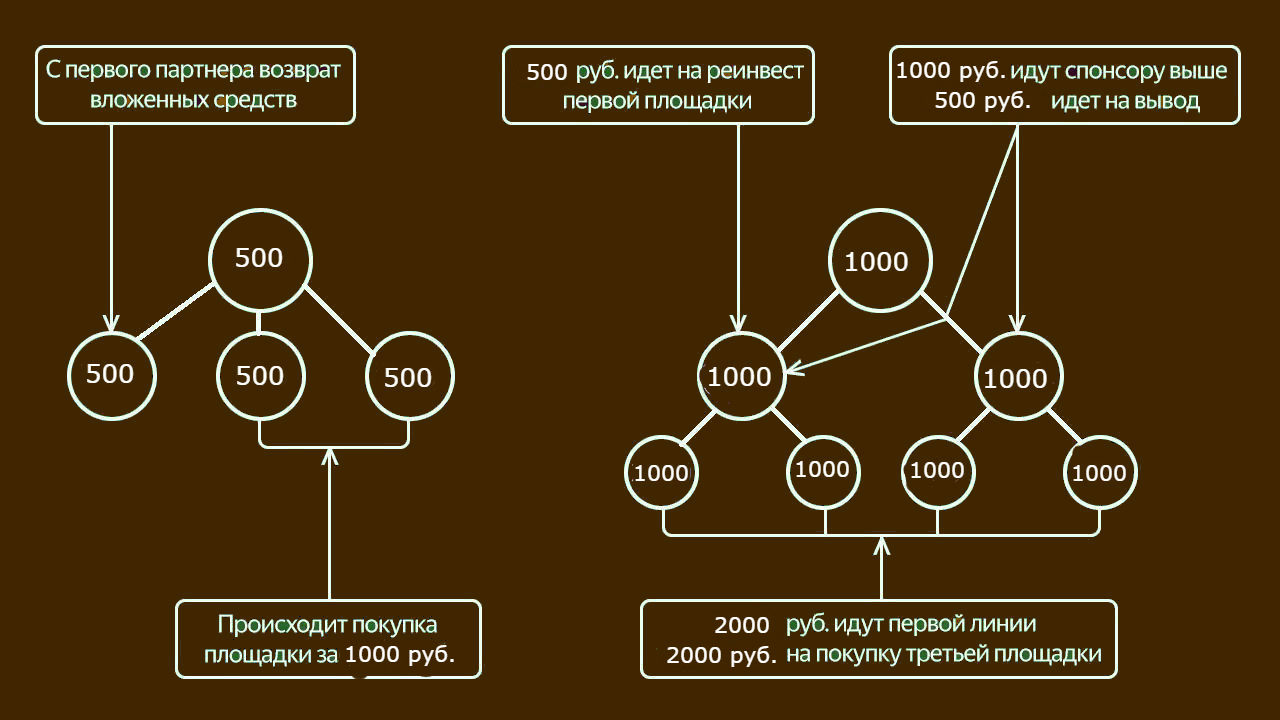 С первого партнера возврат
вложенных средств
500 руб. идет на реинвест
первой площадки
1000 руб. идут спонсору выше
500 руб. идет на вывод
500
500
500
500
1000
1000
1000
1000
1000
1000
1000
Происходит покупка
площадки за 1000 руб.
2000 руб. идут первой линии
2000 руб. на покупку третьей площадки